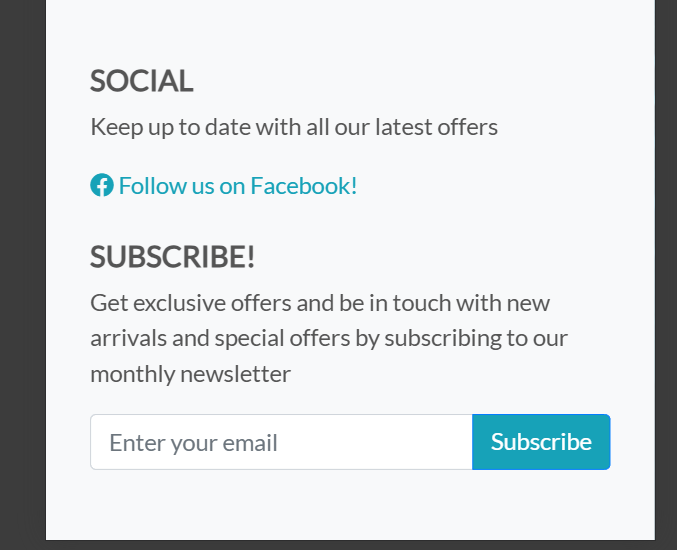 SOCIAL
Keep up to date with all our latest offers
Follow us on Facebook!
SUBSCRIBE!
Get exclusive offers and be in touch with new
arrivals and special offers by subscribing to our
monthly newsletter
Enter your email
Subscribe